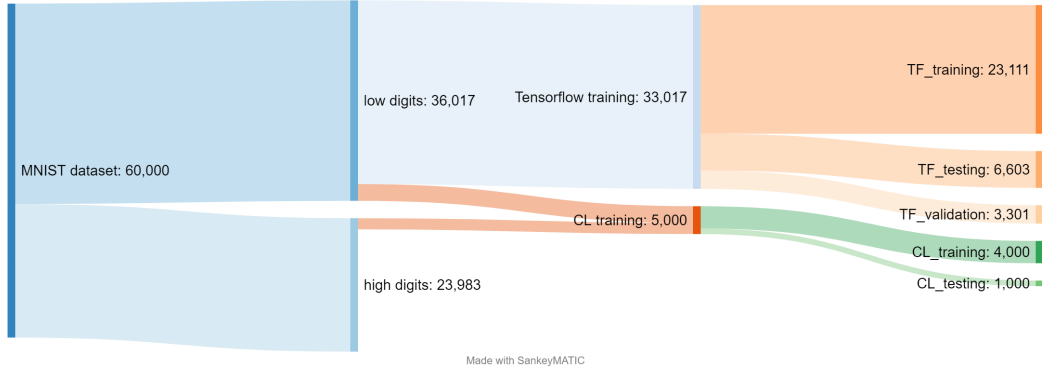 MNIST dataset: 60,000
low digits: 36,017
high digits: 23,983
Tensorflow training: 33,017
CL training: 5,000
TF_training: 23,111
TF_testing: 6,603
TF_validation: 3,301
CL_training: 4,000
CL_testing: 1,000
Made with SankeyMATIC